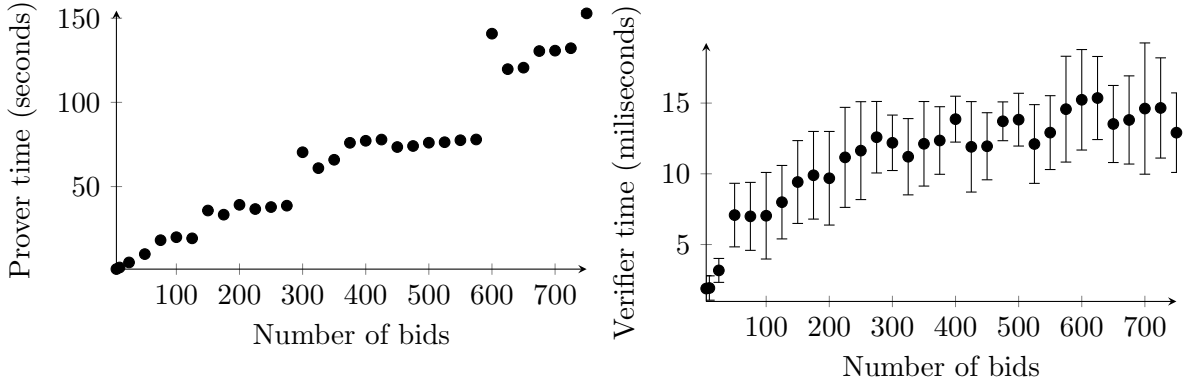 Prover time (seconds)
150
100
50
100 200 300 400 500 600 700
Number of bids
Verifier time (miliseconds)
15
10
5
100 200 300 400 500 600 700
Number of bids